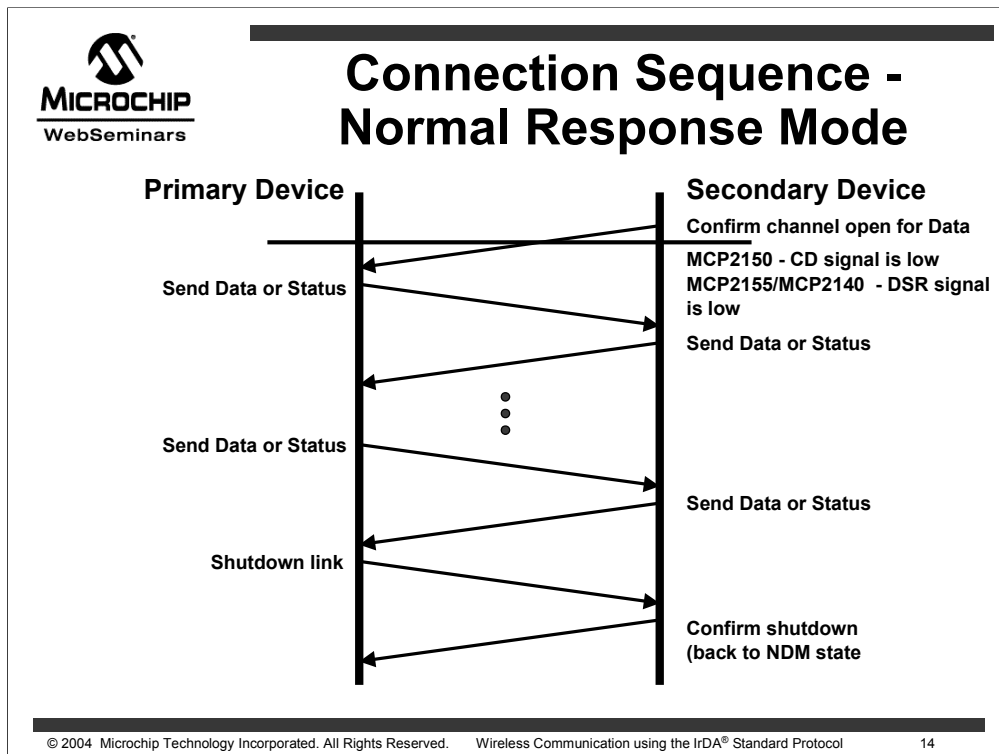 MICROCHIP
WebSeminars
Connection Sequence -
Normal Response Mode
Primary Device
Secondary Device
Confirm channel open for Data
MCP2150 - CD signal is low
MCP2155/MCP2140 - DSR signal
is low
Send Data or Status
Send Data or Status
Send Data or Status
Send Data or Status
Shutdown link
Confirm shutdown
(back to NDM state
© 2004 Microchip Technology Incorporated. All Rights Reserved. Wireless Communication using the IrDA® Standard Protocol 14